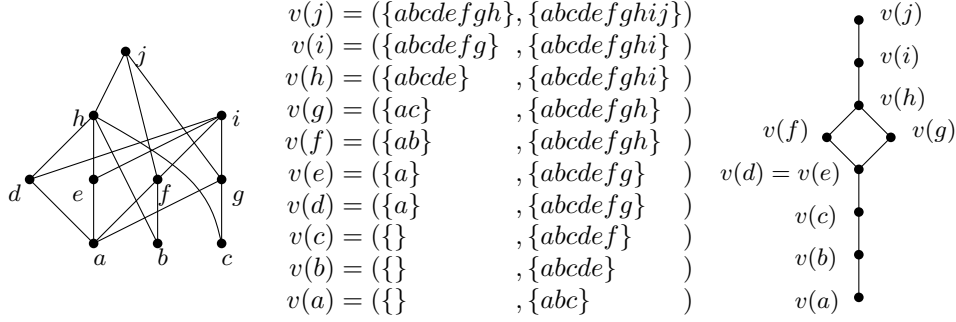 j
h
i
d
e
f
g
a
b
c
v(j) = ({abcdefgh}, {abcdefghij})
v(i) = ({abcdefg} , {abcdefghi} )
v(h) = ({abcde} , {abcdefghi} )
v(g) = ({ac} , {abcdefgh} )
v(f) = ({ab} , {abcdefgh} )
v(e) = ({a} , {abcdefg} )
v(d) = ({a} , {abcdefg} )
v(c) = ({} , {abcdef} )
v(b) = ({} , {abcde} )
v(a) = ({} , {abc} )
v(j)
v(i)
v(h)
v(f)
v(g)
v(d) = v(e)
v(c)
v(b)
v(a)